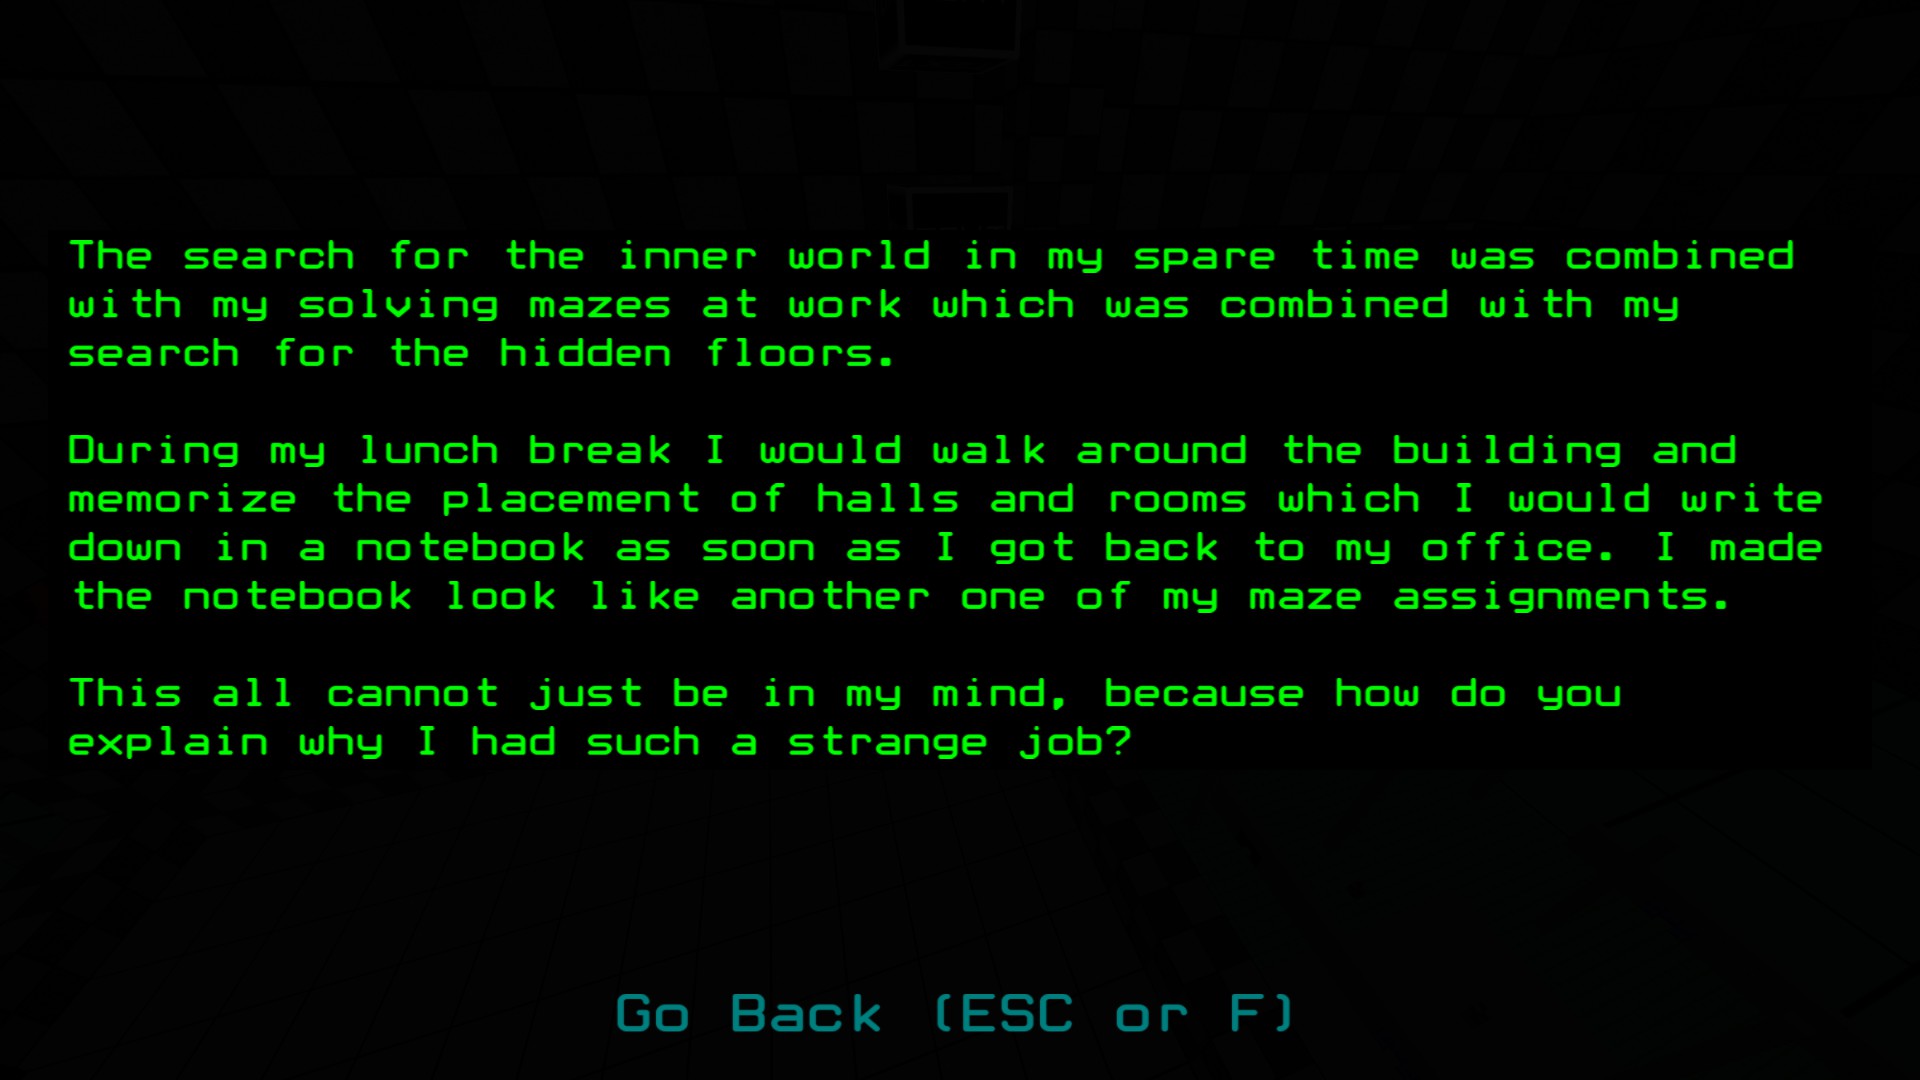 The search for the inner world in my spare time was combined
with my solving mazes at work which was combined with my
search for the hidden floors.
During my lunch break I would walk around the building and
memorize the placement of halls and rooms which I would write
down in a notebook as soon as I got back to my office. I made
the notebook look like another one of my maze assignments.
This all cannot just be in my mind, because how do you
explain why I had such a strange job?
Go Back (ESC or F)